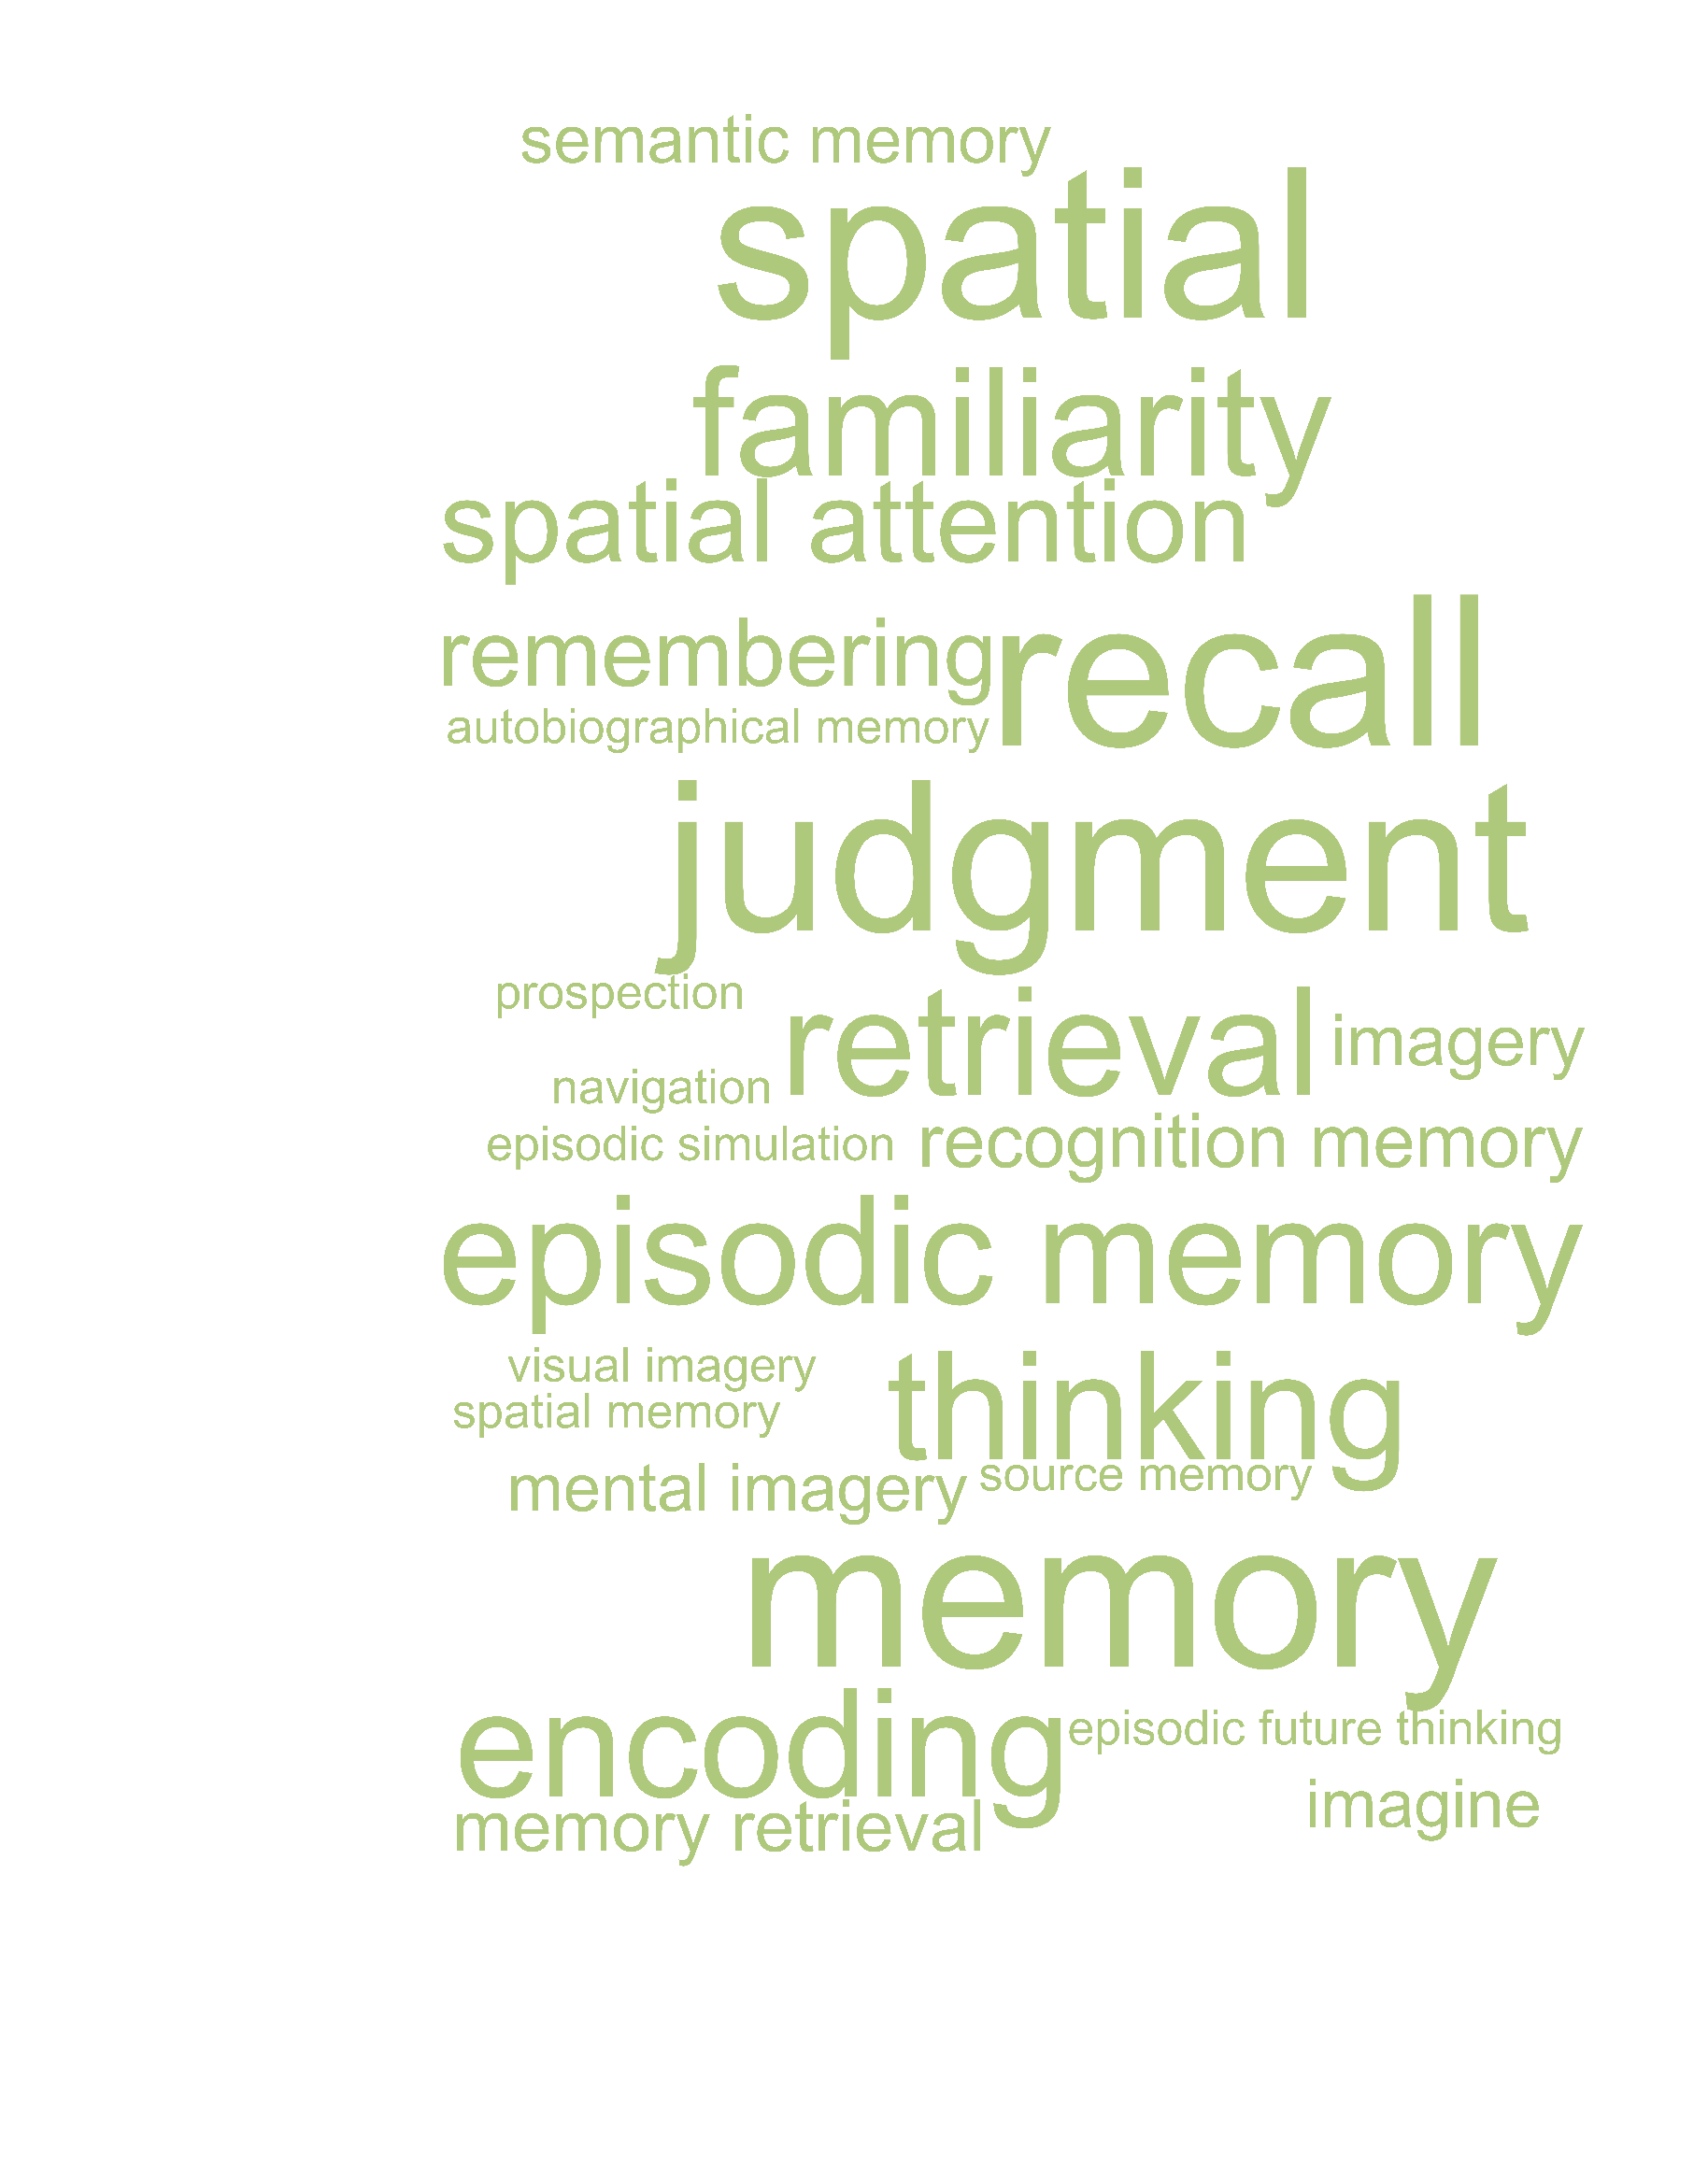 semantic memory
spatial
familiarity
spatial attention
remembering
recall
autobiographical memory
judgment
prospection
retrieval
imagery
navigation
episodic simulation
recognition memory
episodic memory
visual imagery
thinking
spatial memory
mental imagery
source memory
memory
encoding
episodic future thinking
imagine
memory retrieval